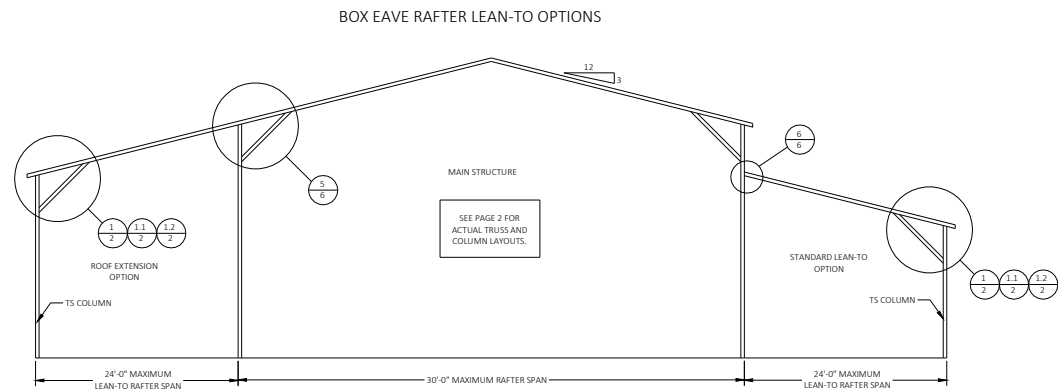 BOX EAVE RAFTER LEAN-TO OPTIONS
12
3
6
6
5
6
MAIN STRUCTURE
SEE PAGE 2 FOR
ACTUAL TRUSS AND
COLUMN LAYOUTS.
1
2
1.1
2
1.2
2
ROOF EXTENSION
OPTION
STANDARD LEAN-TO
OPTION
1
2
1.1
2
1.2
2
TS COLUMN
TS COLUMN
24'-0" MAXIMUM
LEAN-TO RAFTER SPAN
30'-0" MAXIMUM RAFTER SPAN
24'-0" MAXIMUM
LEAN-TO RAFTER SPAN